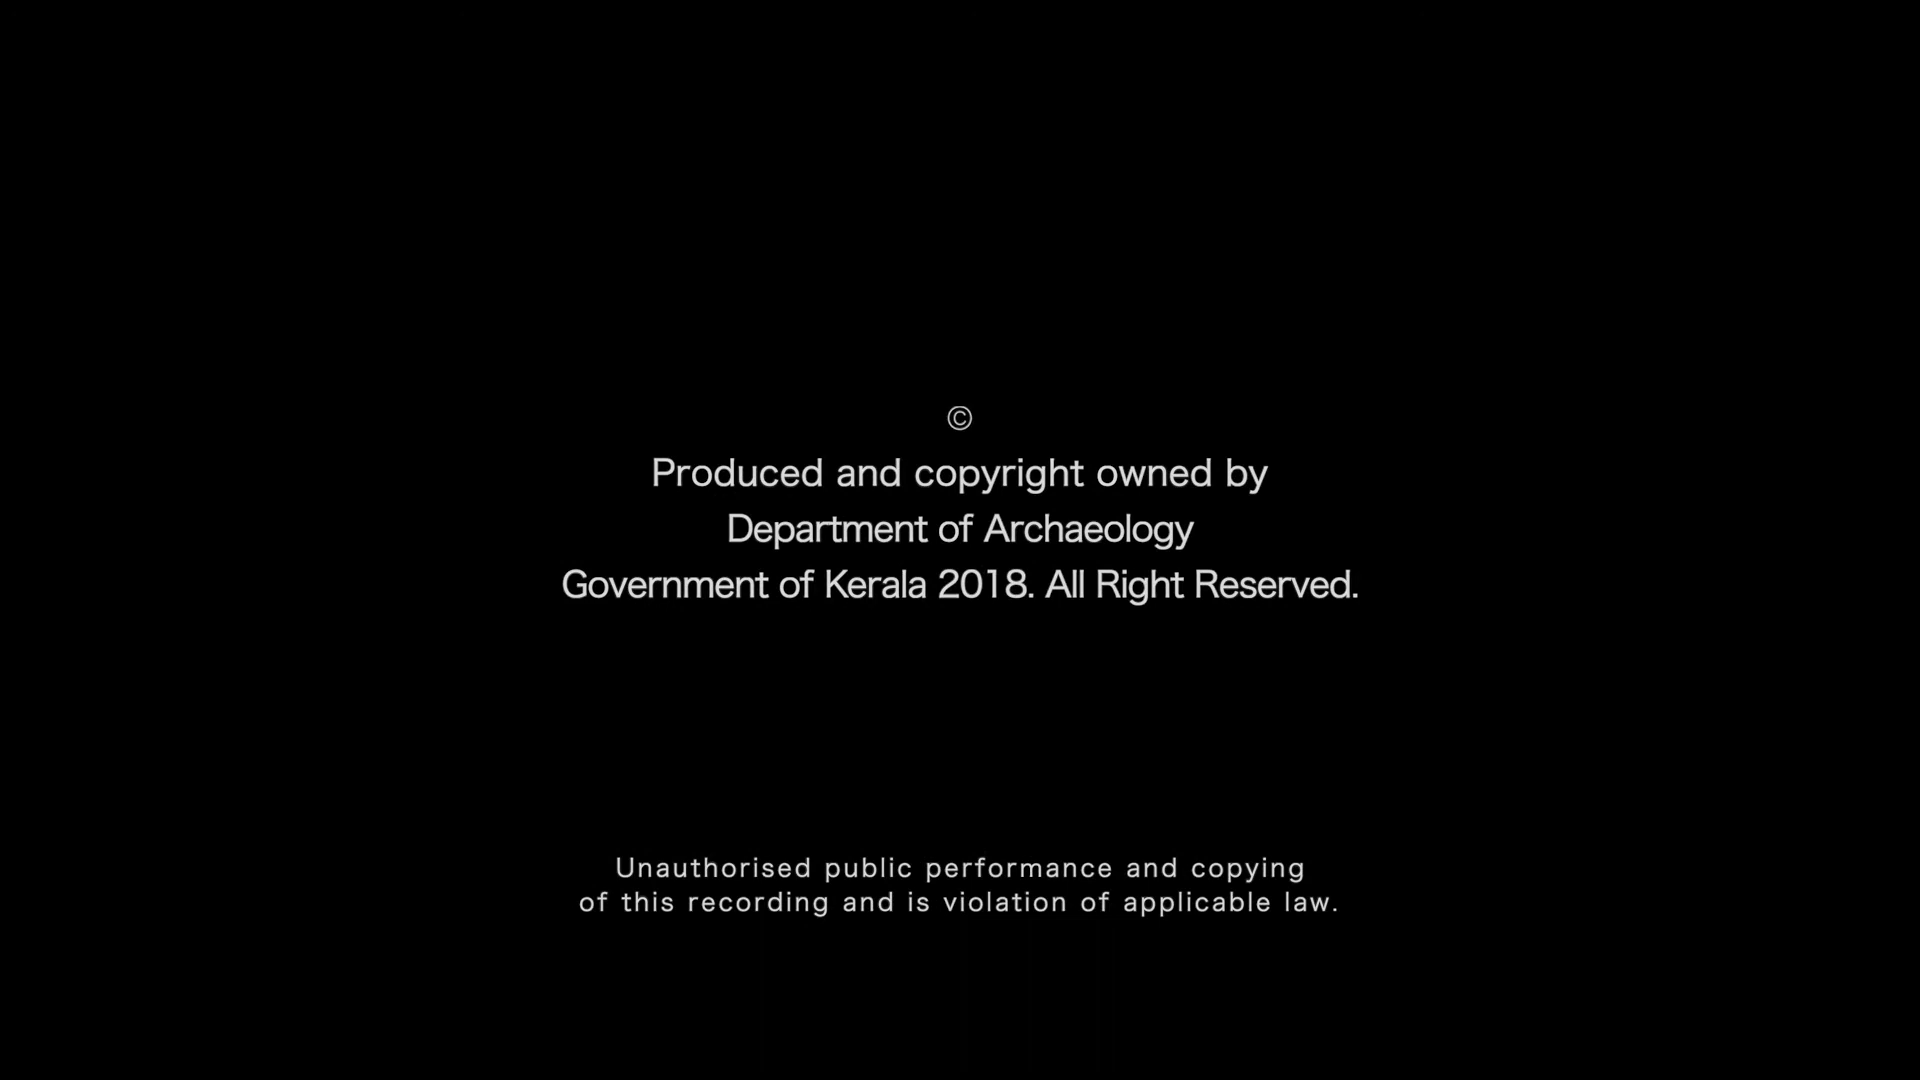 ©
Produced and copyright owned by
Department of Archaeology
Government of Kerala 2018. All Right Reserved.
Unauthorised public performance and copying
of this recording and is violation of applicable law.